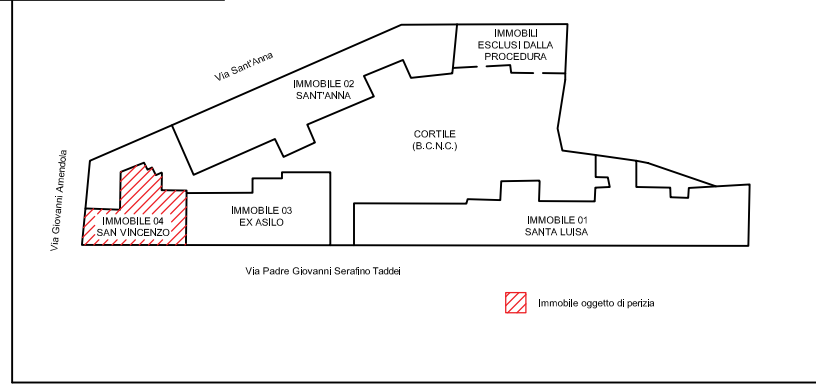 IMMOBILI
ESCLUSI DALLA
PROCEDURA
Via Sant'Anna
IMMOBILE 02
SANT'ANNA
CORTILE
(B.C.N.C.)
Via Giovanni Amendola
IMMOBILE 04
SAN VINCENZO
IMMOBILE 03
EX ASILO
IMMOBILE 01
SANTA LUISA
Via Padre Giovanni Serafino Taddei
Immobile oggetto di perizia